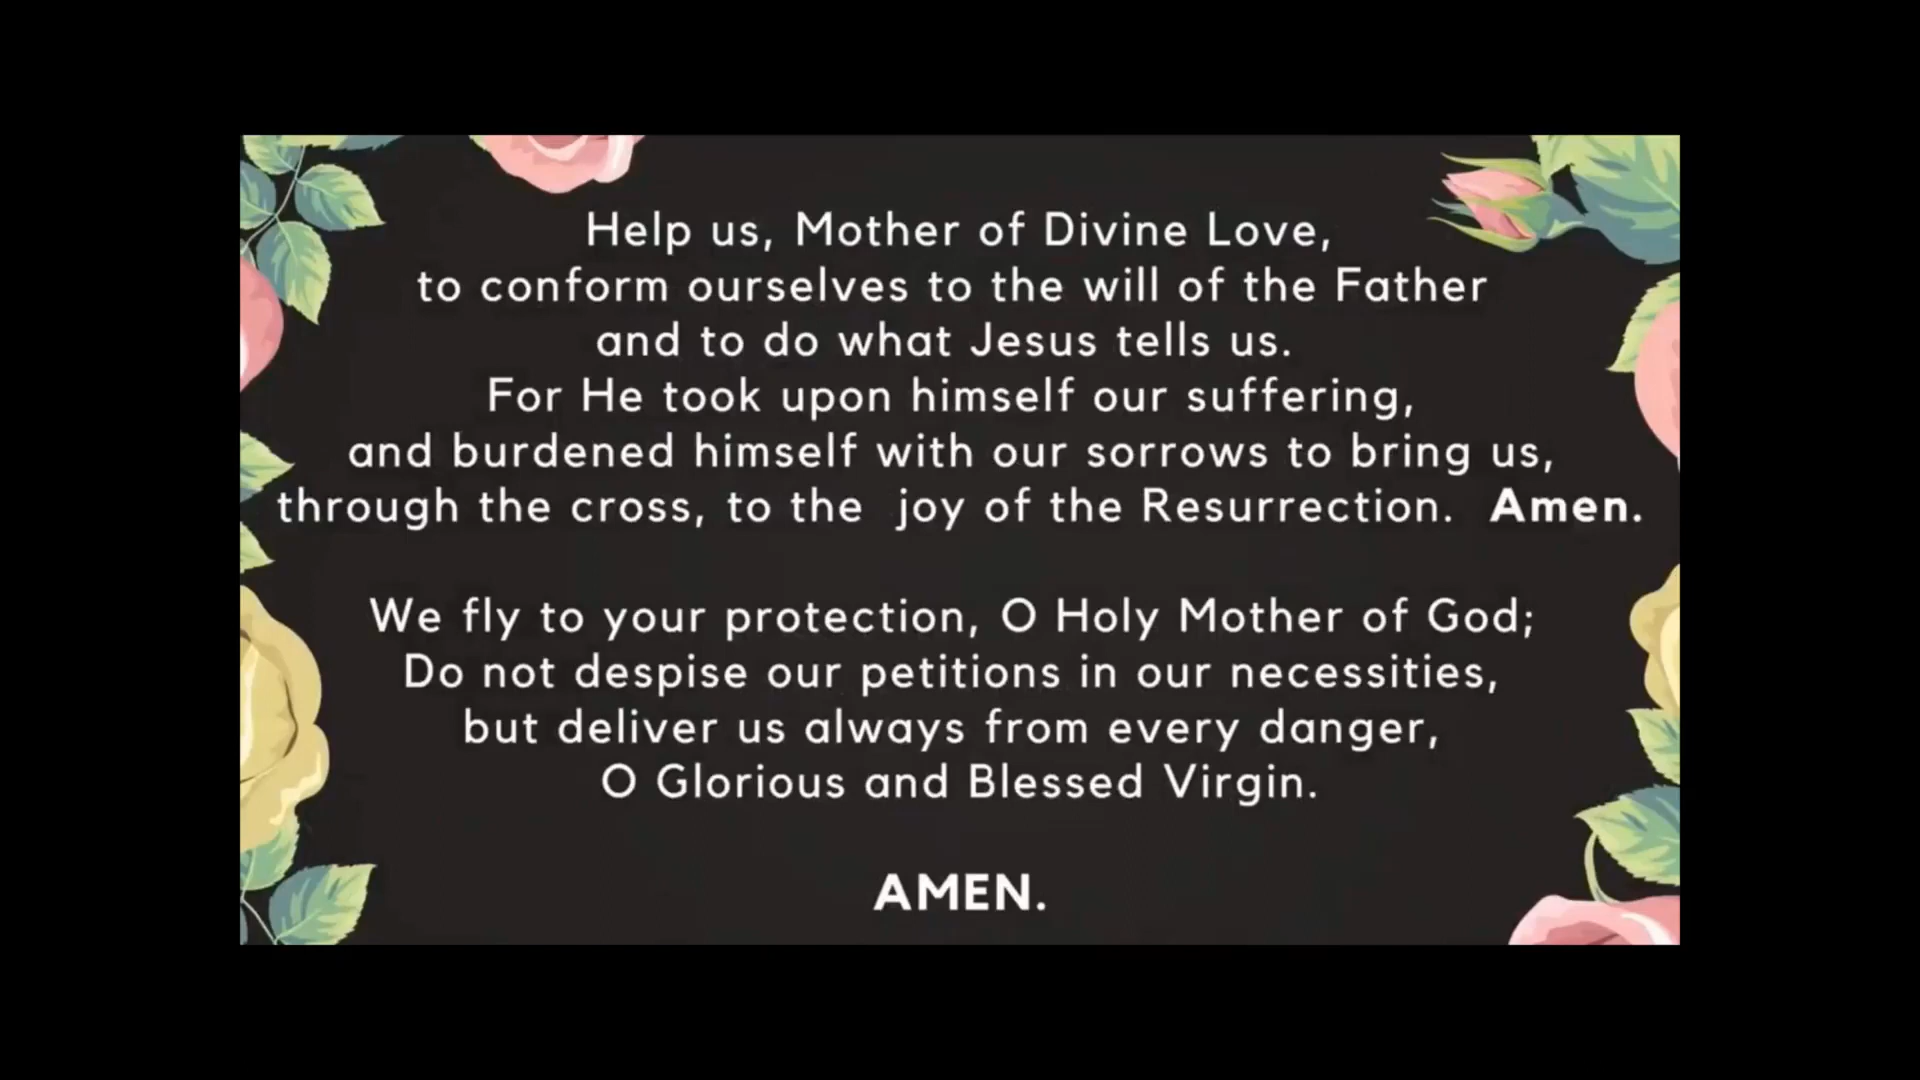 Help us, Mother of Divine Love,
to conform ourselves to the will of the Father
and to do what Jesus tells us.
For He took upon himself our suffering,
and burdened himself with our sorrows to bring us,
through the cross, to the joy of the Resurrection. Amen.
We fly to your protection, O Holy Mother of God;
Do not despise our petitions in our necessities,
but deliver us always from every danger,
O Glorious and Blessed Virgin.
AMEN.